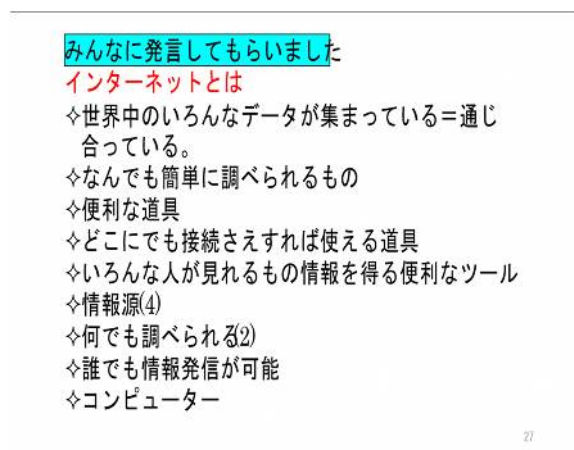 みんなに発言してもらいました
インターネットとは
✧世界中のいろんなデータが集まっている＝通じ
合っている。
✧なんでも簡単に調べられるもの
✧便利な道具
✧どこにでも接続さえすれば使える道具
✧いろんな人が見れるもの情報を得る便利なツール
✧情報源(4)
✧何でも調べられる(2)
✧誰でも情報発信が可能
✧コンピューター
27